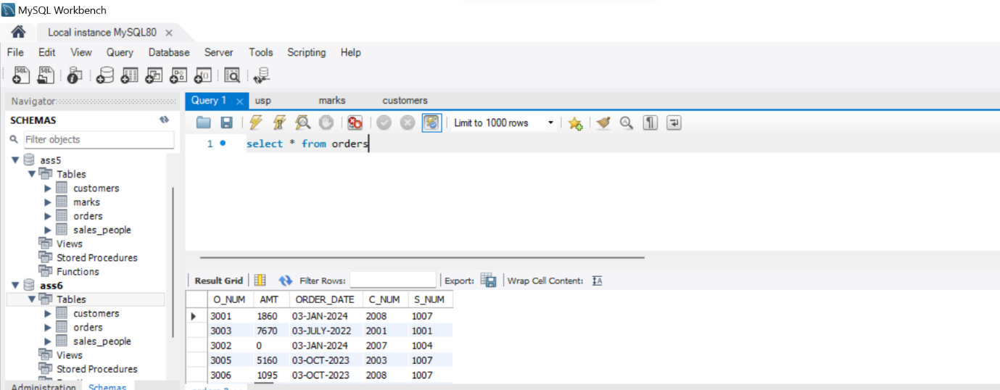 MySQL Workbench
Local instance MySQL80
File Edit View Query Database Server Tools Scripting Help
Navigator
SCHEMAS
Filter objects
ass5
Tables
customers
marks
orders
sales_people
Views
Stored Procedures
Functions
ass6
Tables
customers
orders
sales_people
Views
Stored Procedures
Administration Schemas
Query 1 usp marks customers
Limit to 1000 rows
1 select * from orders
Result Grid Filter Rows: Export: Wrap Cell Content:
O_NUM AMT ORDER_DATE C_NUM S_NUM
3001 1860 03-JAN-2024 2008 1007
3003 7670 03-JULY-2022 2001 1001
3002 0 03-JAN-2024 2007 1004
3005 5160 03-OCT-2023 2003 1007
3006 1095 03-OCT-2023 2008 1007